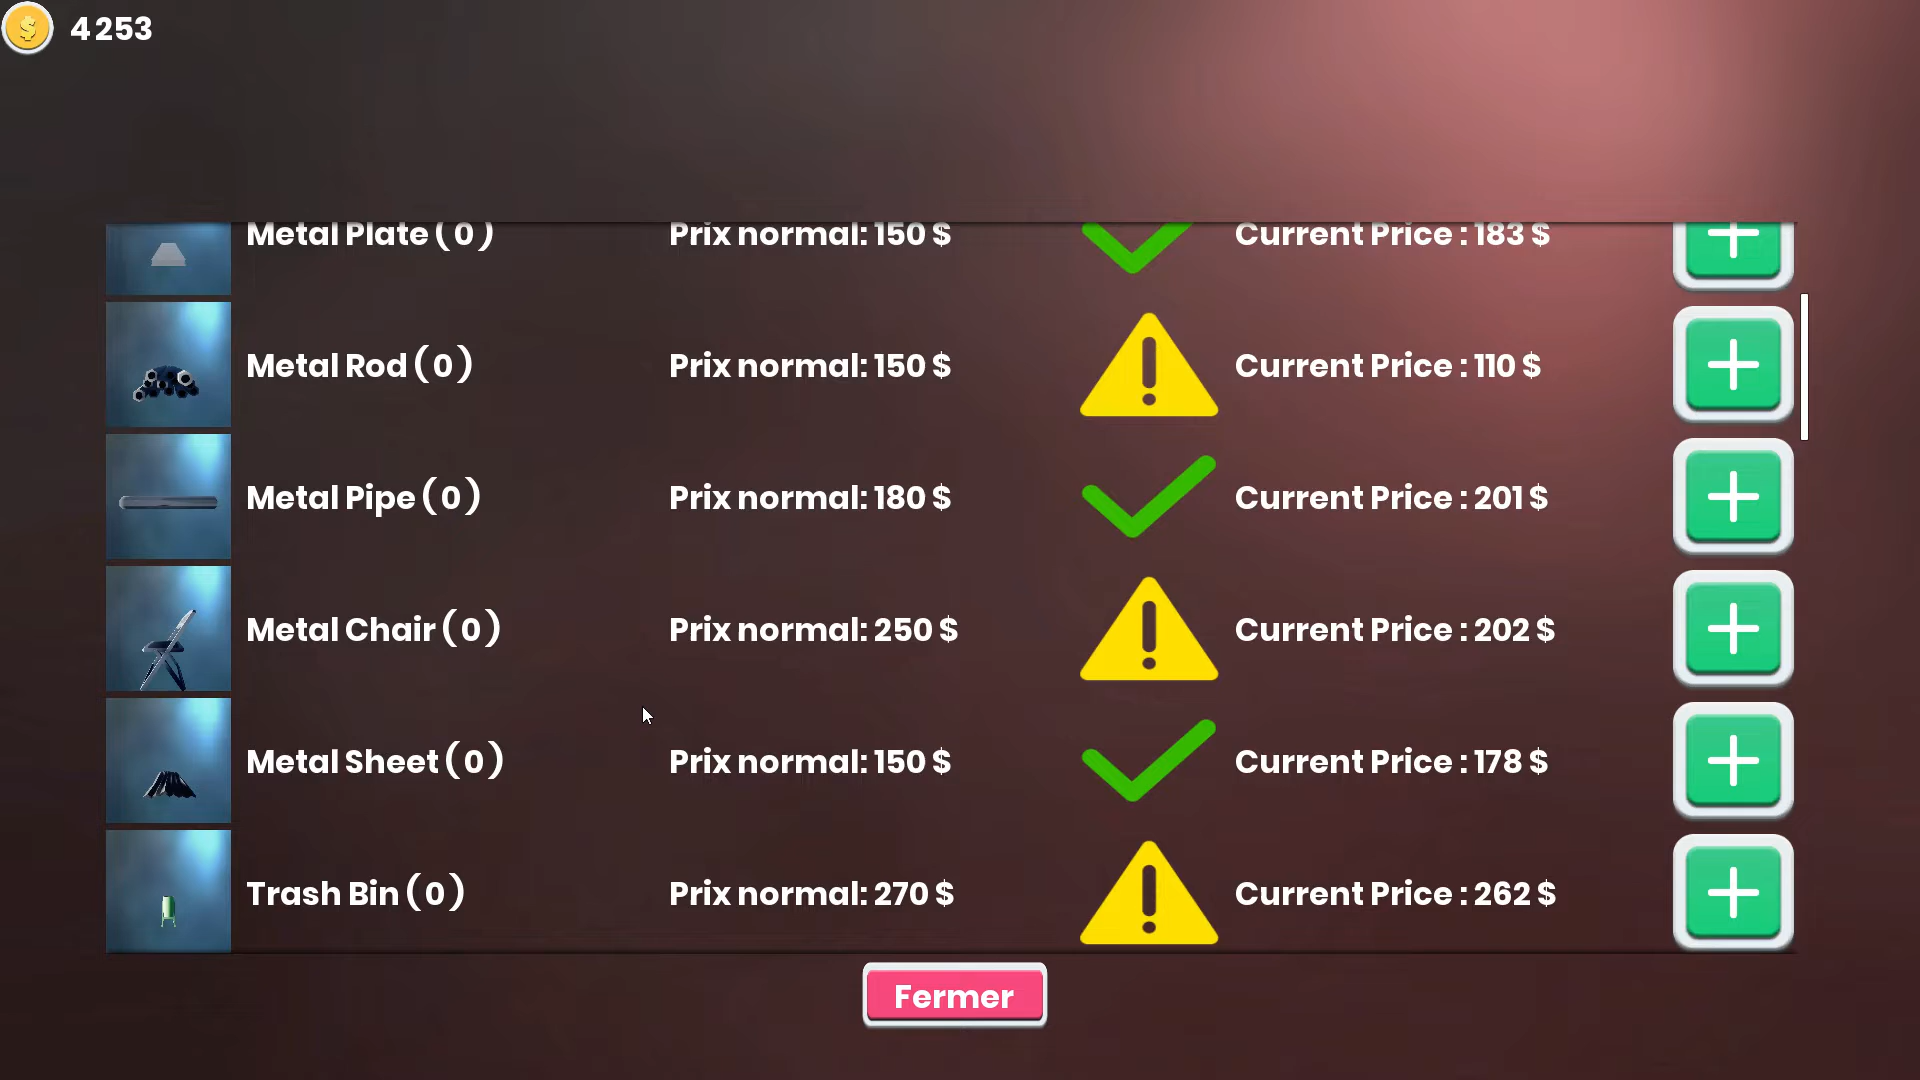 4253
Metal Plate ( 0 ) Prix normal: 150 $ Current Price : 183 $
Metal Rod ( 0 ) Prix normal: 150 $ Current Price : 110 $
Metal Pipe ( 0 ) Prix normal: 180 $ Current Price : 201 $
Metal Chair ( 0 ) Prix normal: 250 $ Current Price : 202 $
Metal Sheet ( 0 ) Prix normal: 150 $ Current Price : 178 $
Trash Bin ( 0 ) Prix normal: 270 $ Current Price : 262 $
Fermer